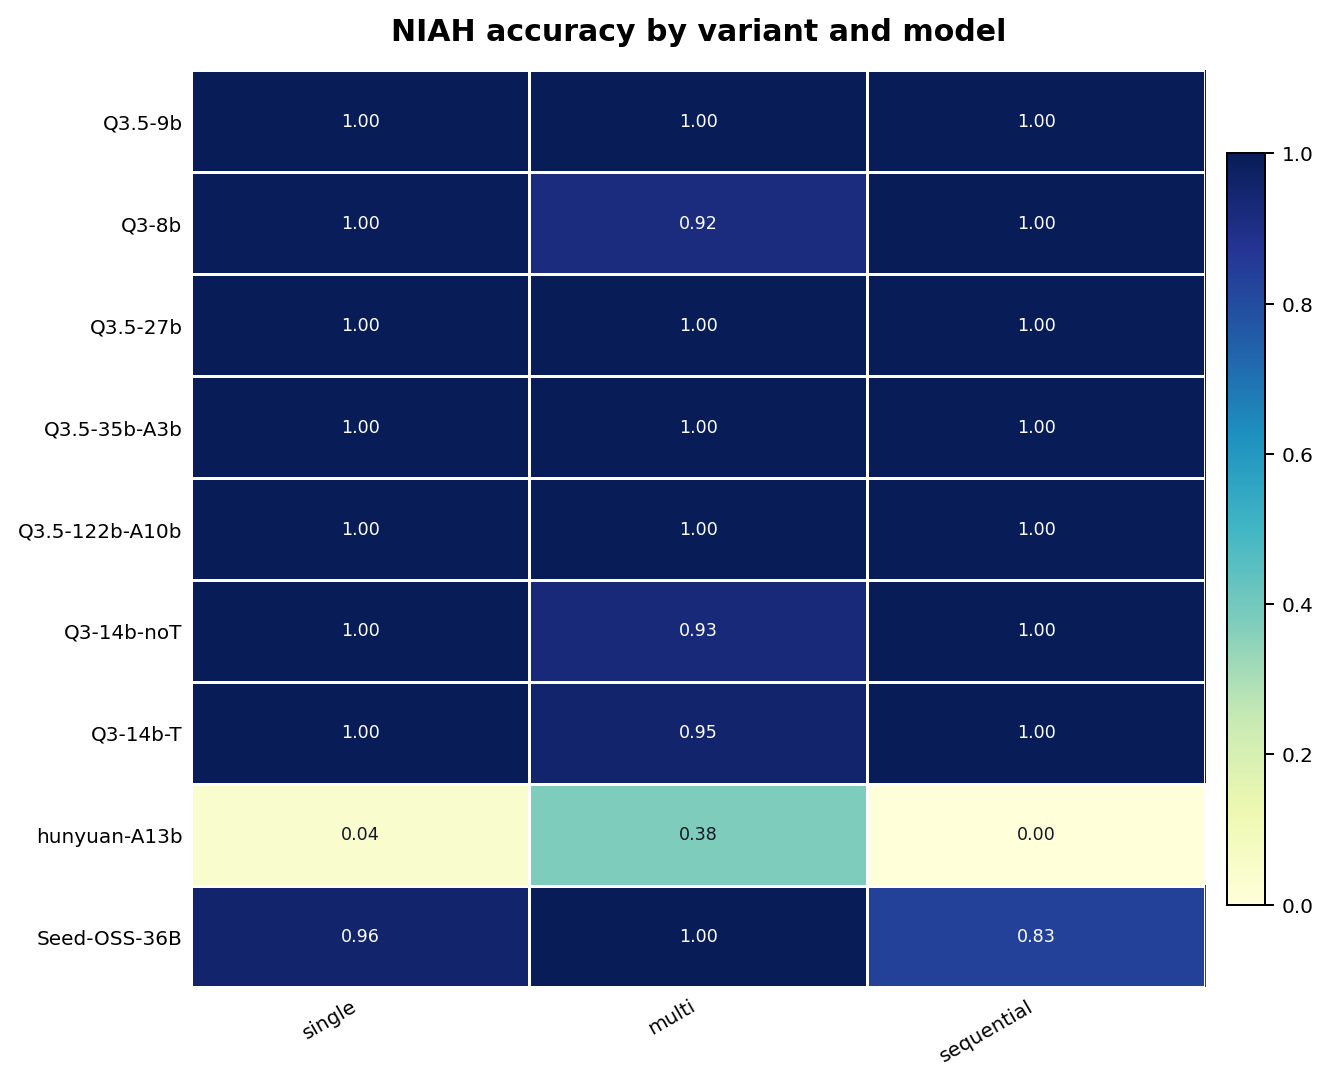 NIAH accuracy by variant and model
Q3.5-9b 1.00 1.00 1.00
Q3-8b 1.00 0.92 1.00
Q3.5-27b 1.00 1.00 1.00
Q3.5-35b-A3b 1.00 1.00 1.00
Q3.5-122b-A10b 1.00 1.00 1.00
Q3-14b-noT 1.00 0.93 1.00
Q3-14b-T 1.00 0.95 1.00
hunyuan-A13b 0.04 0.38 0.00
Seed-OSS-36B 0.96 1.00 0.83
single multi sequential
1.0
0.8
0.6
0.4
0.2
0.0